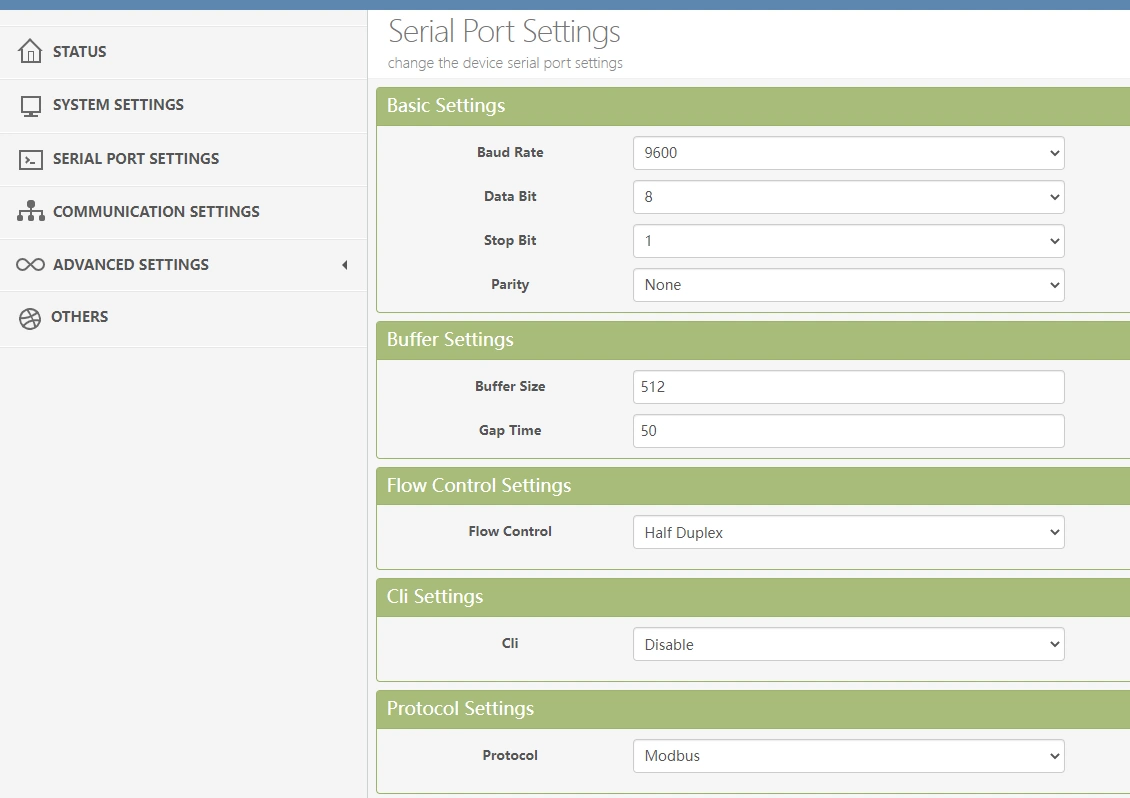 STATUS
SYSTEM SETTINGS
SERIAL PORT SETTINGS
COMMUNICATION SETTINGS
ADVANCED SETTINGS
OTHERS
Serial Port Settings
change the device serial port settings
Basic Settings
Baud Rate 9600
Data Bit 8
Stop Bit 1
Parity None
Buffer Settings
Buffer Size 512
Gap Time 50
Flow Control Settings
Flow Control Half Duplex
Cli Settings
Cli Disable
Protocol Settings
Protocol Modbus